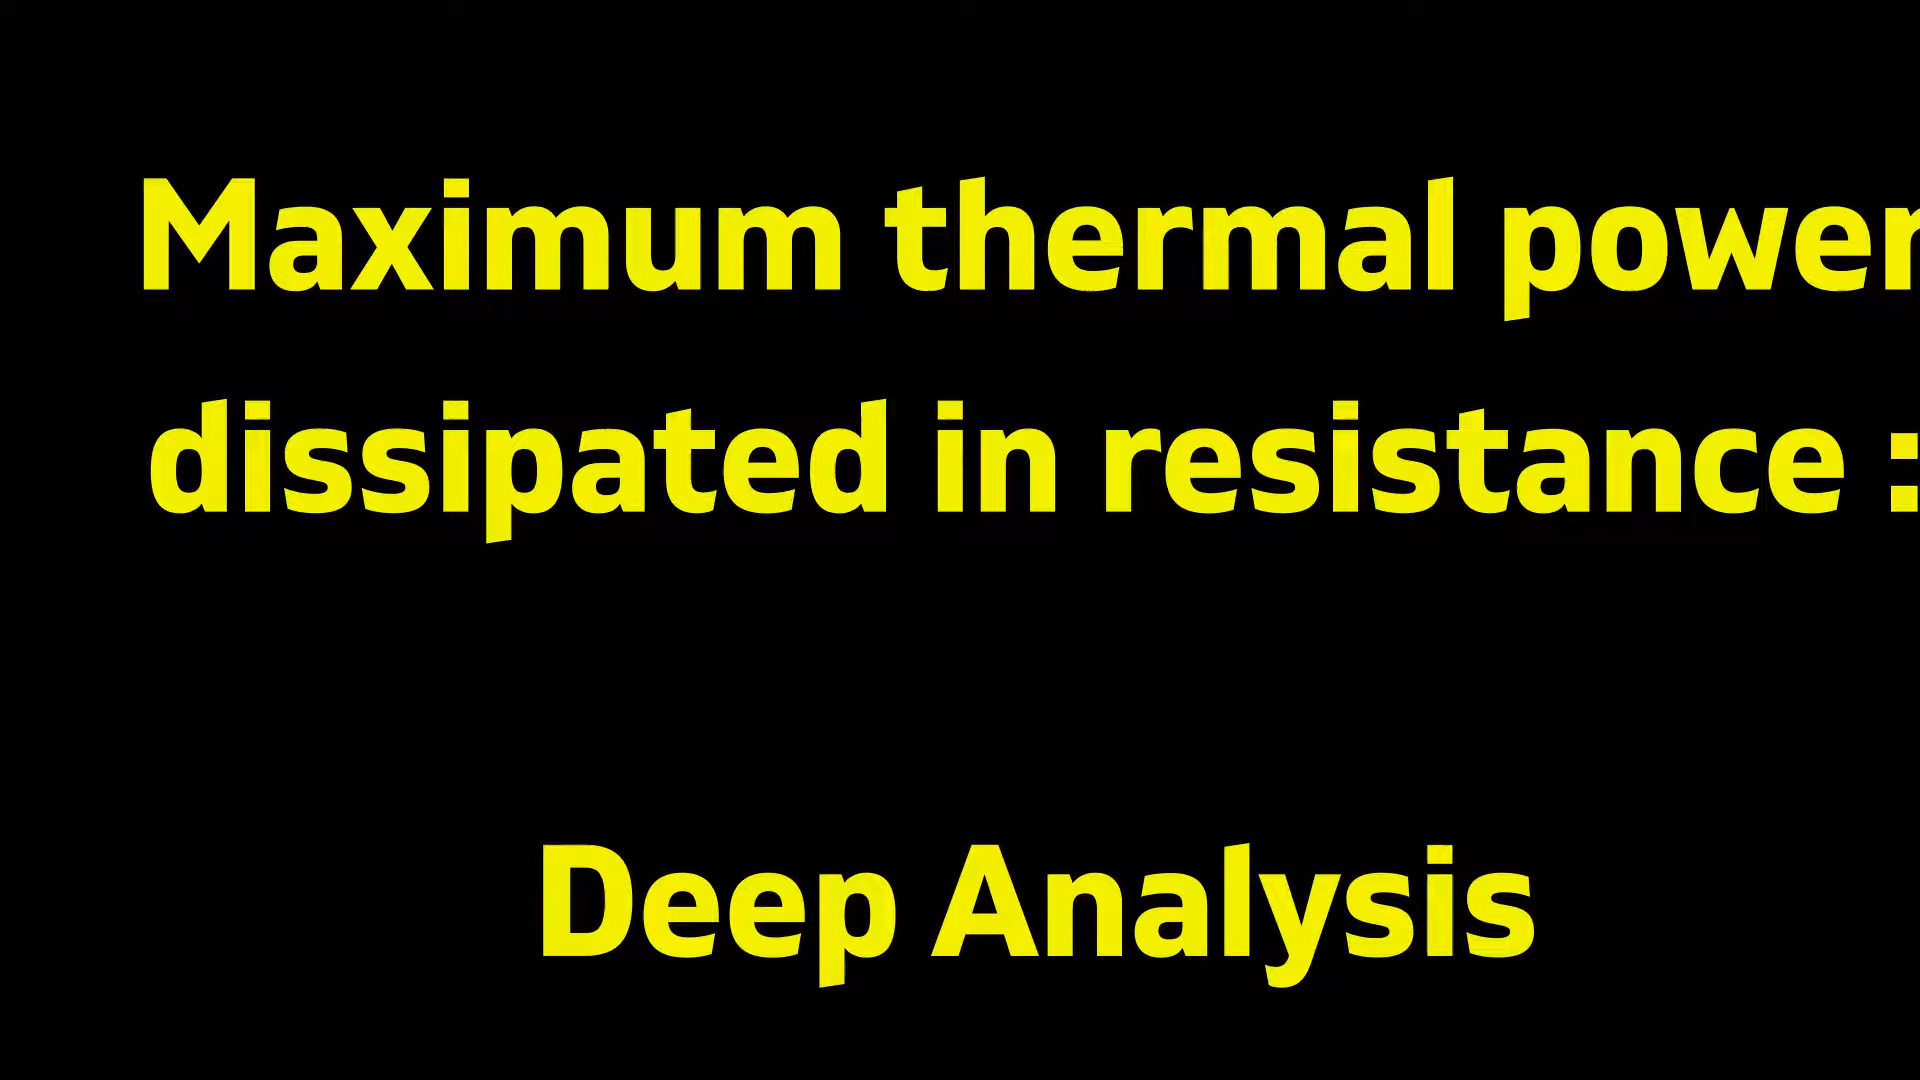 Maximum thermal power
dissipated in resistance :
Deep Analysis